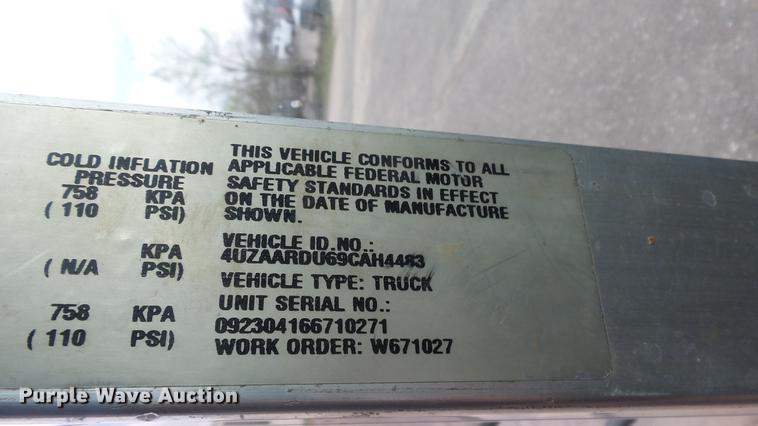 COLD INFLATION
PRESSURE
758 KPA
( 110 PSI)
KPA
( N/A PSI)
758 KPA
( 110 PSI)
THIS VEHICLE CONFORMS TO ALL
APPLICABLE FEDERAL MOTOR
SAFETY STANDARDS IN EFFECT
ON THE DATE OF MANUFACTURE
SHOWN.
VEHICLE ID.NO.:
4UZAARDU69CAH4483
VEHICLE TYPE: TRUCK
UNIT SERIAL NO.:
092304166710271
WORK ORDER: W671027
Purple Wave Auction